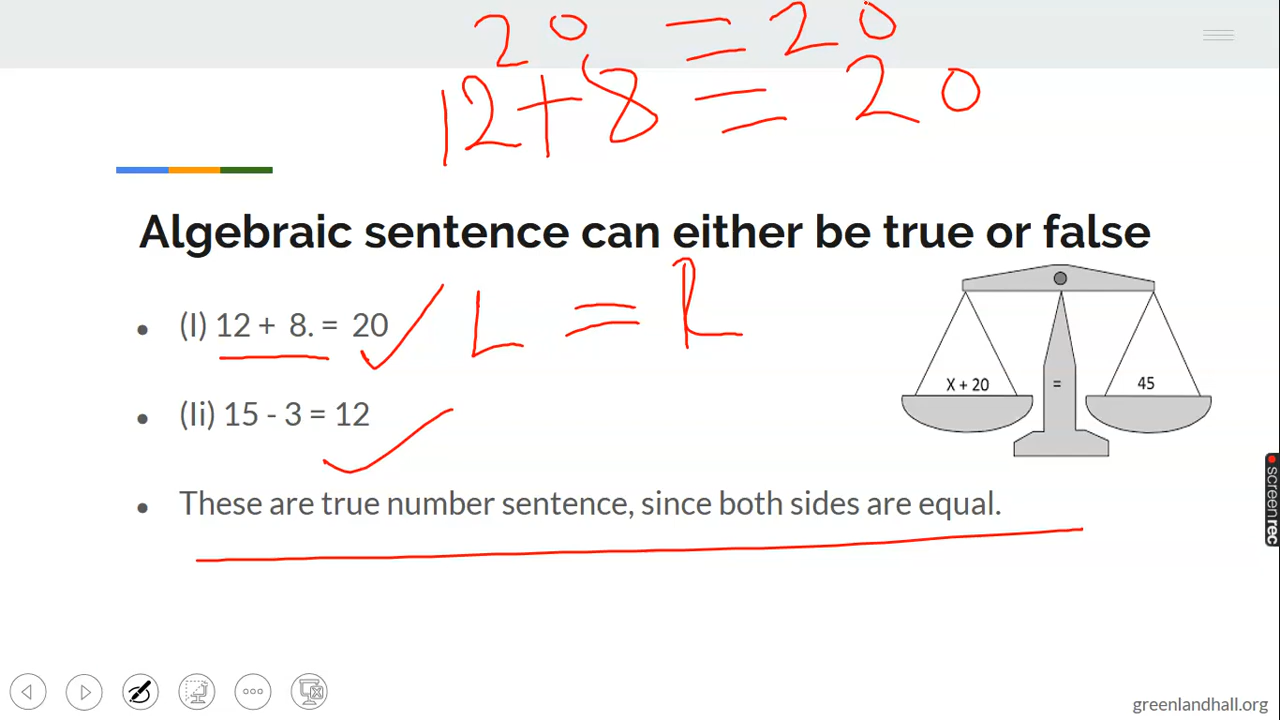 20 = 20
12+8 = 20
Algebraic sentence can either be true or false
(I) 12 + 8. = 20
L = R
X + 20
=
45
(Ii) 15 - 3 = 12
These are true number sentence, since both sides are equal.
screenrec
greenlandhall.org